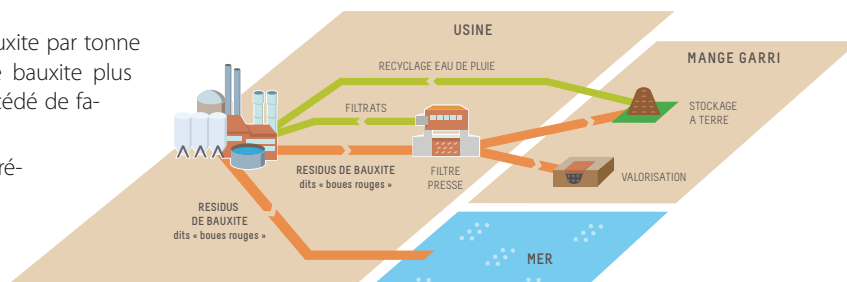 uxite par tonne
bauxite plus
cédé de fa-
ré-
USINE
MANGE GARRI
RECYCLAGE EAU DE PLUIE
FILTRATS
STOCKAGE
A TERRE
RESIDUS DE BAUXITE
dits « boues rouges »
FILTRE
PRESSE
VALORISATION
RESIDUS
DE BAUXITE
dits « boues rouges »
MER